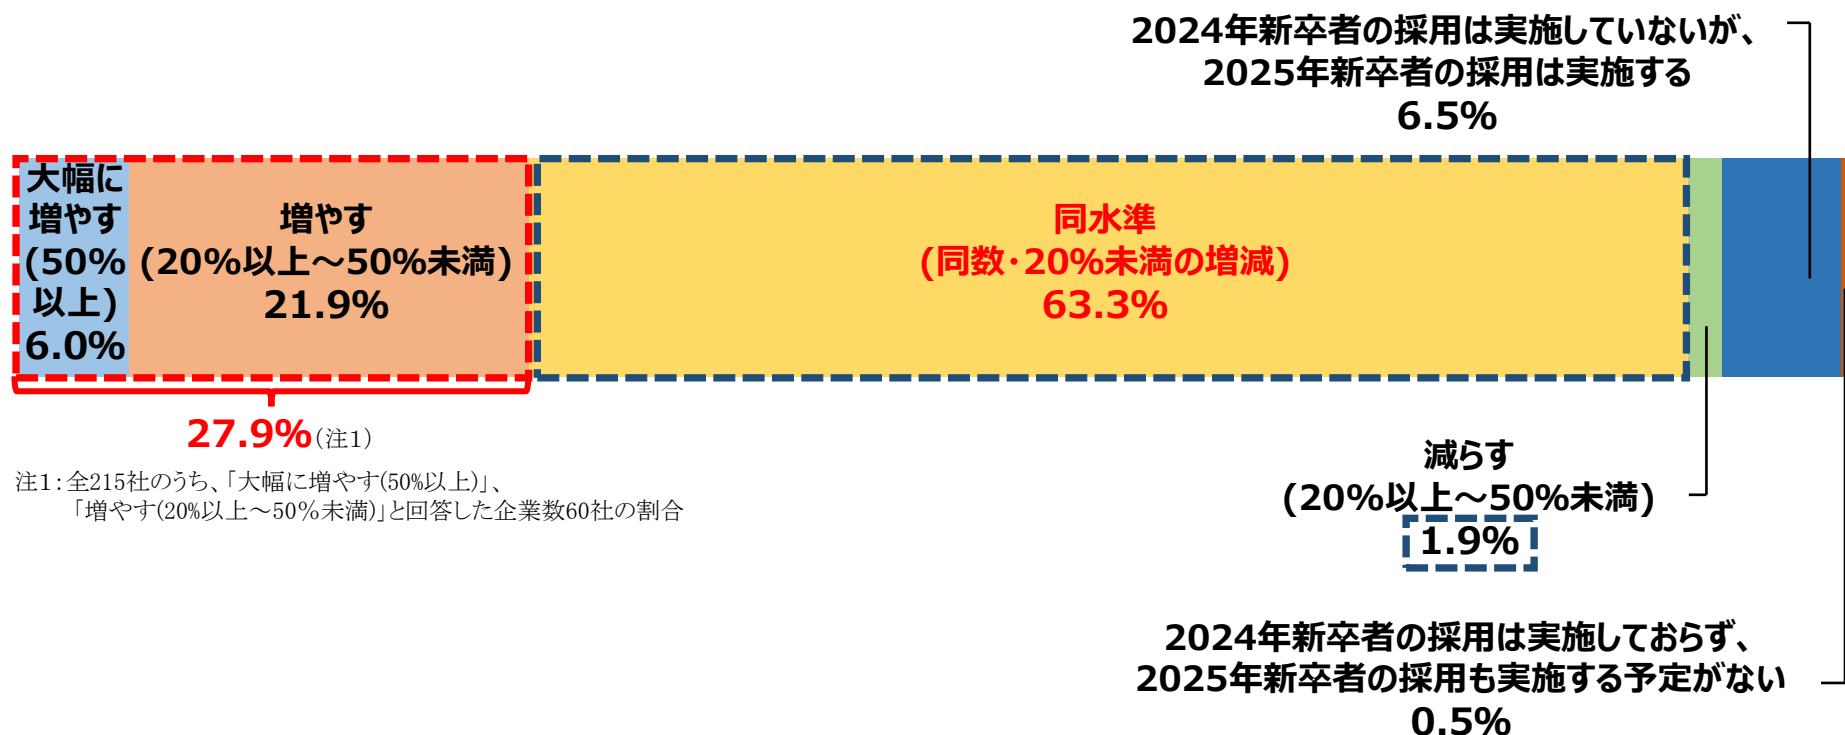 2024年新卒者の採用は実施していないが、
2025年新卒者の採用は実施する
6.5%
大幅に
増やす
(50%
以上)
6.0%
増やす
(20%以上～50%未満)
21.9%
同水準
(同数・20%未満の増減)
63.3%
27.9%(注1)
注1：全215社のうち、「大幅に増やす(50%以上)」、
「増やす(20%以上～50%未満)」と回答した企業数60社の割合
減らす
(20%以上～50%未満)
1.9%
2024年新卒者の採用は実施しておらず、
2025年新卒者の採用も実施する予定がない
0.5%